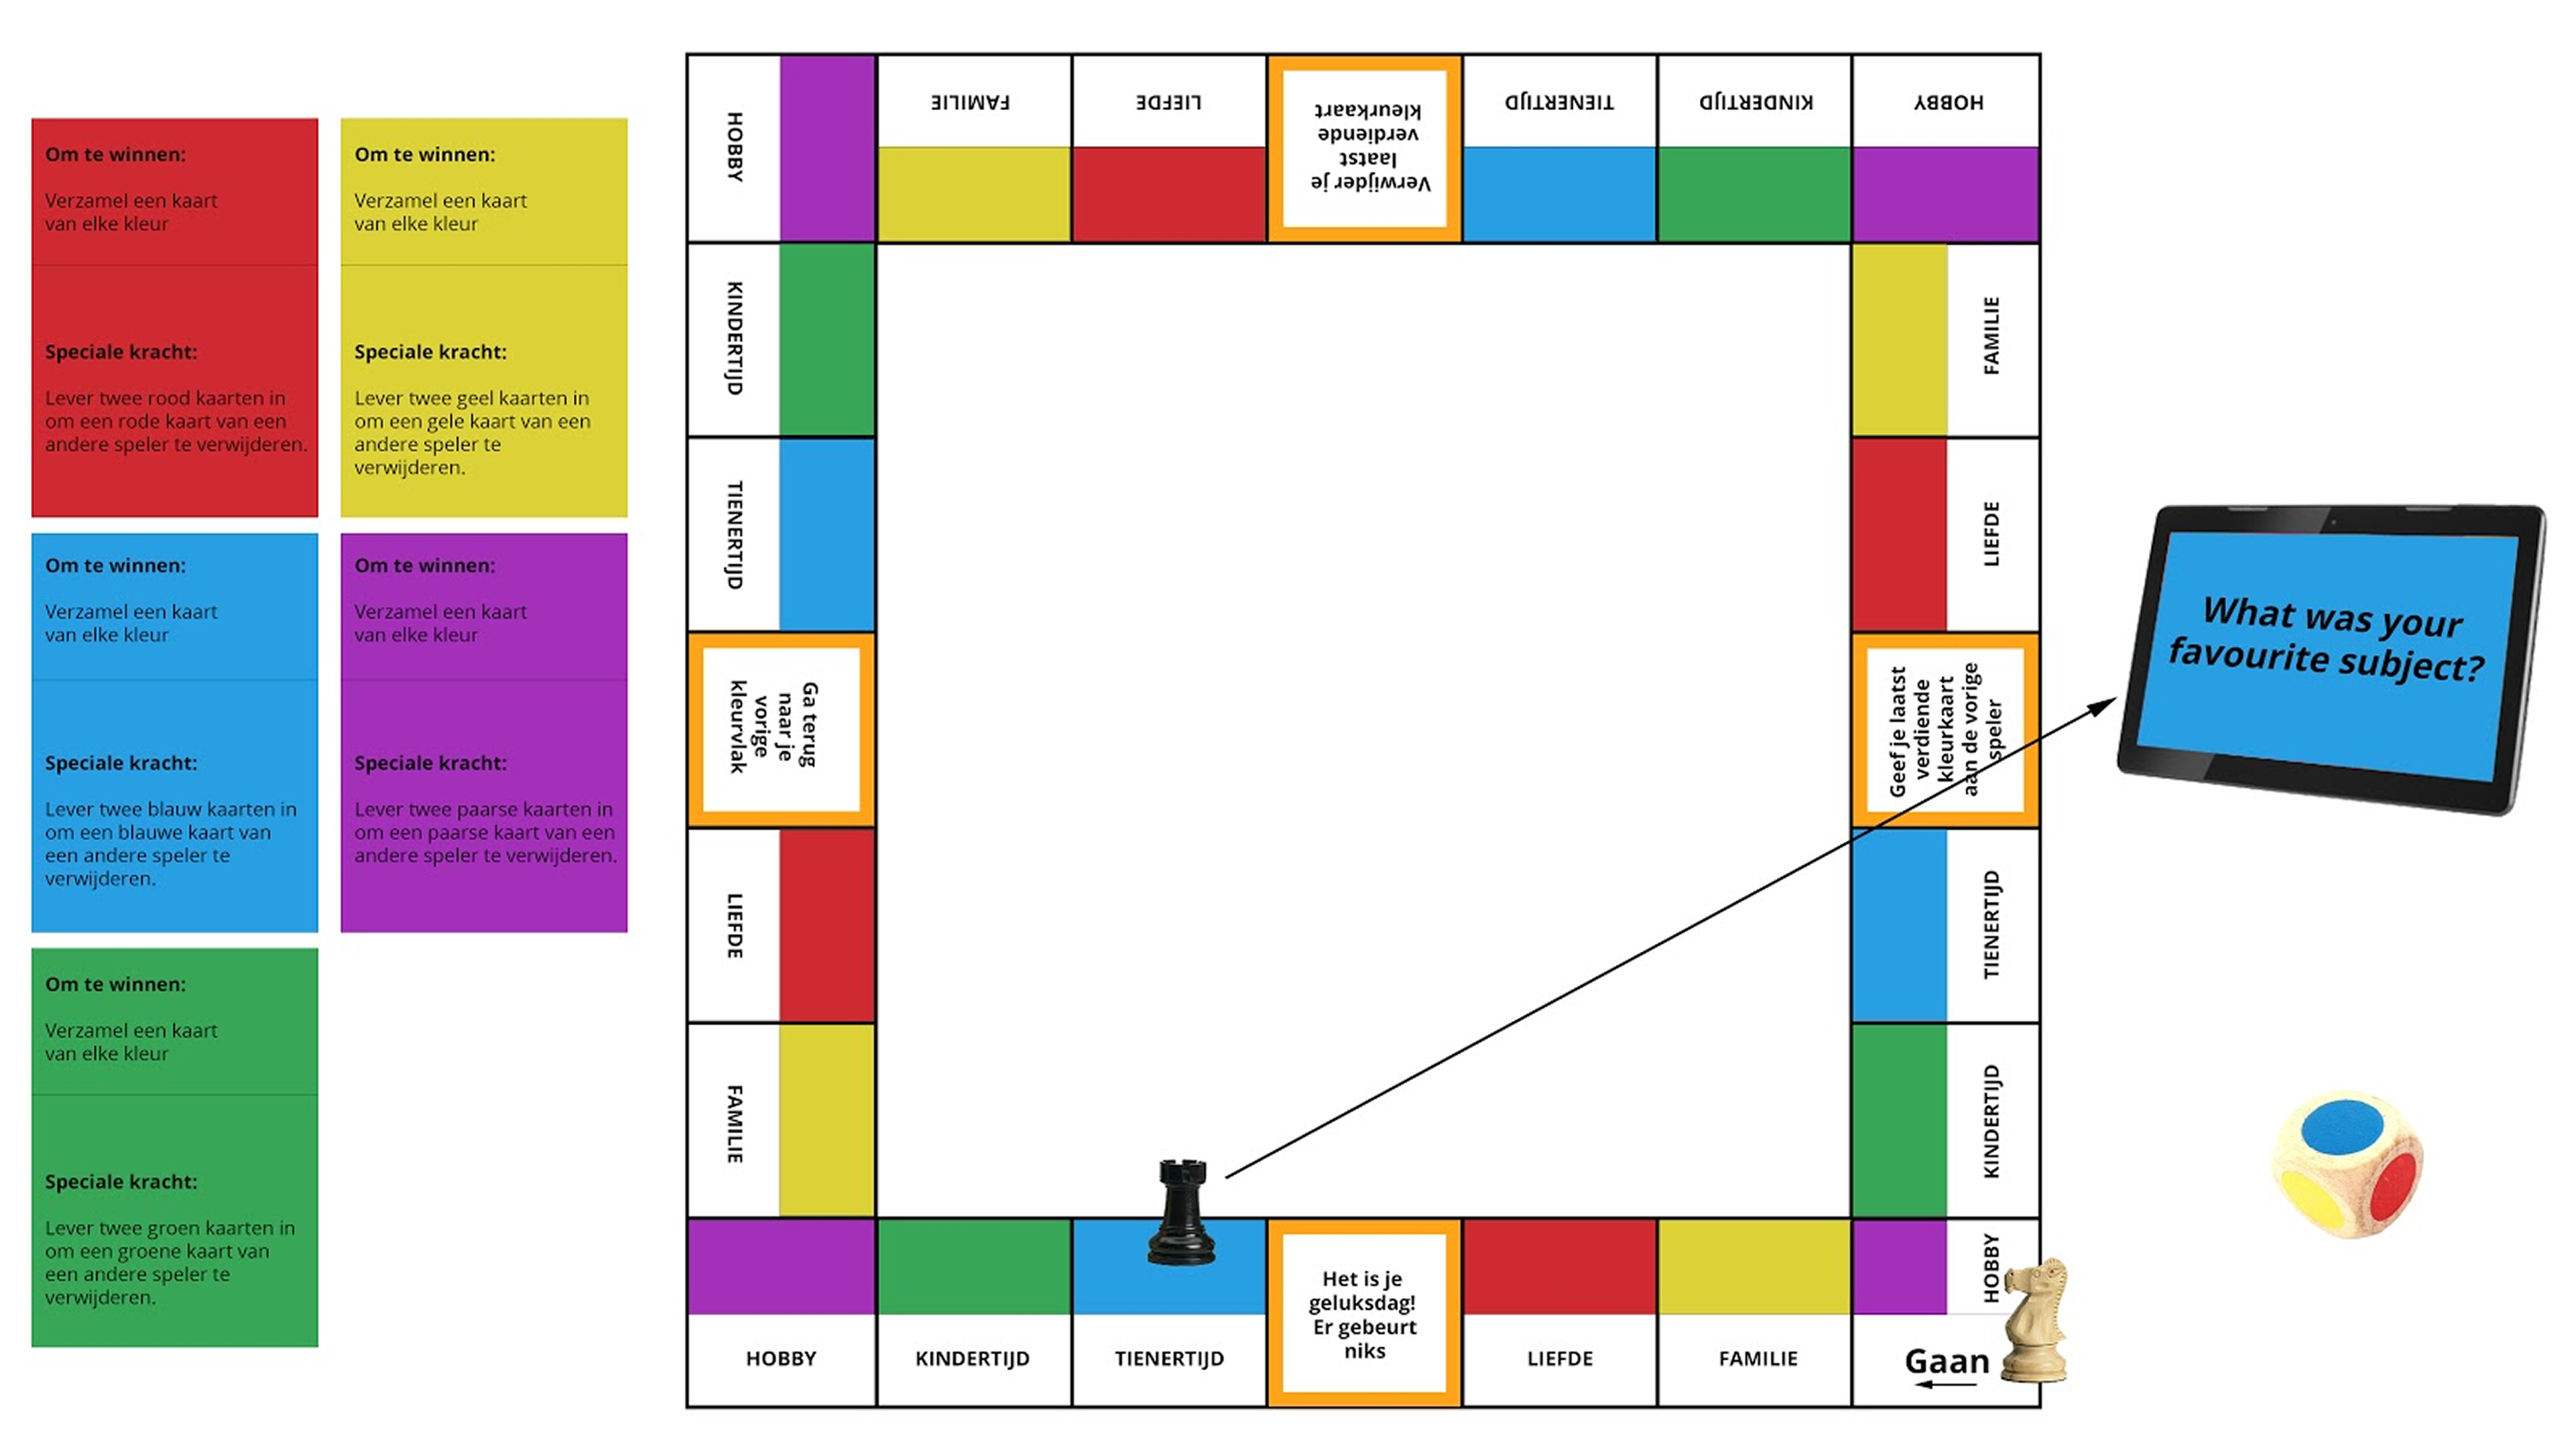 Om te winnen:
Verzamel een kaart
van elke kleur
Speciale kracht:
Lever twee rood kaarten in
om een rode kaart van een
andere speler te verwijderen.
Om te winnen:
Verzamel een kaart
van elke kleur
Speciale kracht:
Lever twee geel kaarten in
om een gele kaart van een
andere speler te
verwijderen.
Om te winnen:
Verzamel een kaart
van elke kleur
Speciale kracht:
Lever twee blauw kaarten in
om een blauwe kaart van
een andere speler te
verwijderen.
Om te winnen:
Verzamel een kaart
van elke kleur
Speciale kracht:
Lever twee paarse kaarten in
om een paarse kaart van een
andere speler te verwijderen.
Om te winnen:
Verzamel een kaart
van elke kleur
Speciale kracht:
Lever twee groen kaarten in
om een groene kaart van
een andere speler te
verwijderen.
HOBBY
FAMILIE
LIEFDE
Verwijder je
laatst
verdiende
kleurkaart
TIENERTIJD
KINDERTIJD
HOBBY
KINDERTIJD
TIENERTIJD
Ga terug
naar je
vorige
kleurvlak
LIEFDE
FAMILIE
FAMILIE
LIEFDE
Geef je laatst
verdiende
kleurkaart
aan de vorige
speler
TIENERTIJD
KINDERTIJD
HOBBY
HOBBY
KINDERTIJD
TIENERTIJD
Het is je
geluksdag!
Er gebeurt
niks
LIEFDE
FAMILIE
Gaan
What was your
favourite subject?